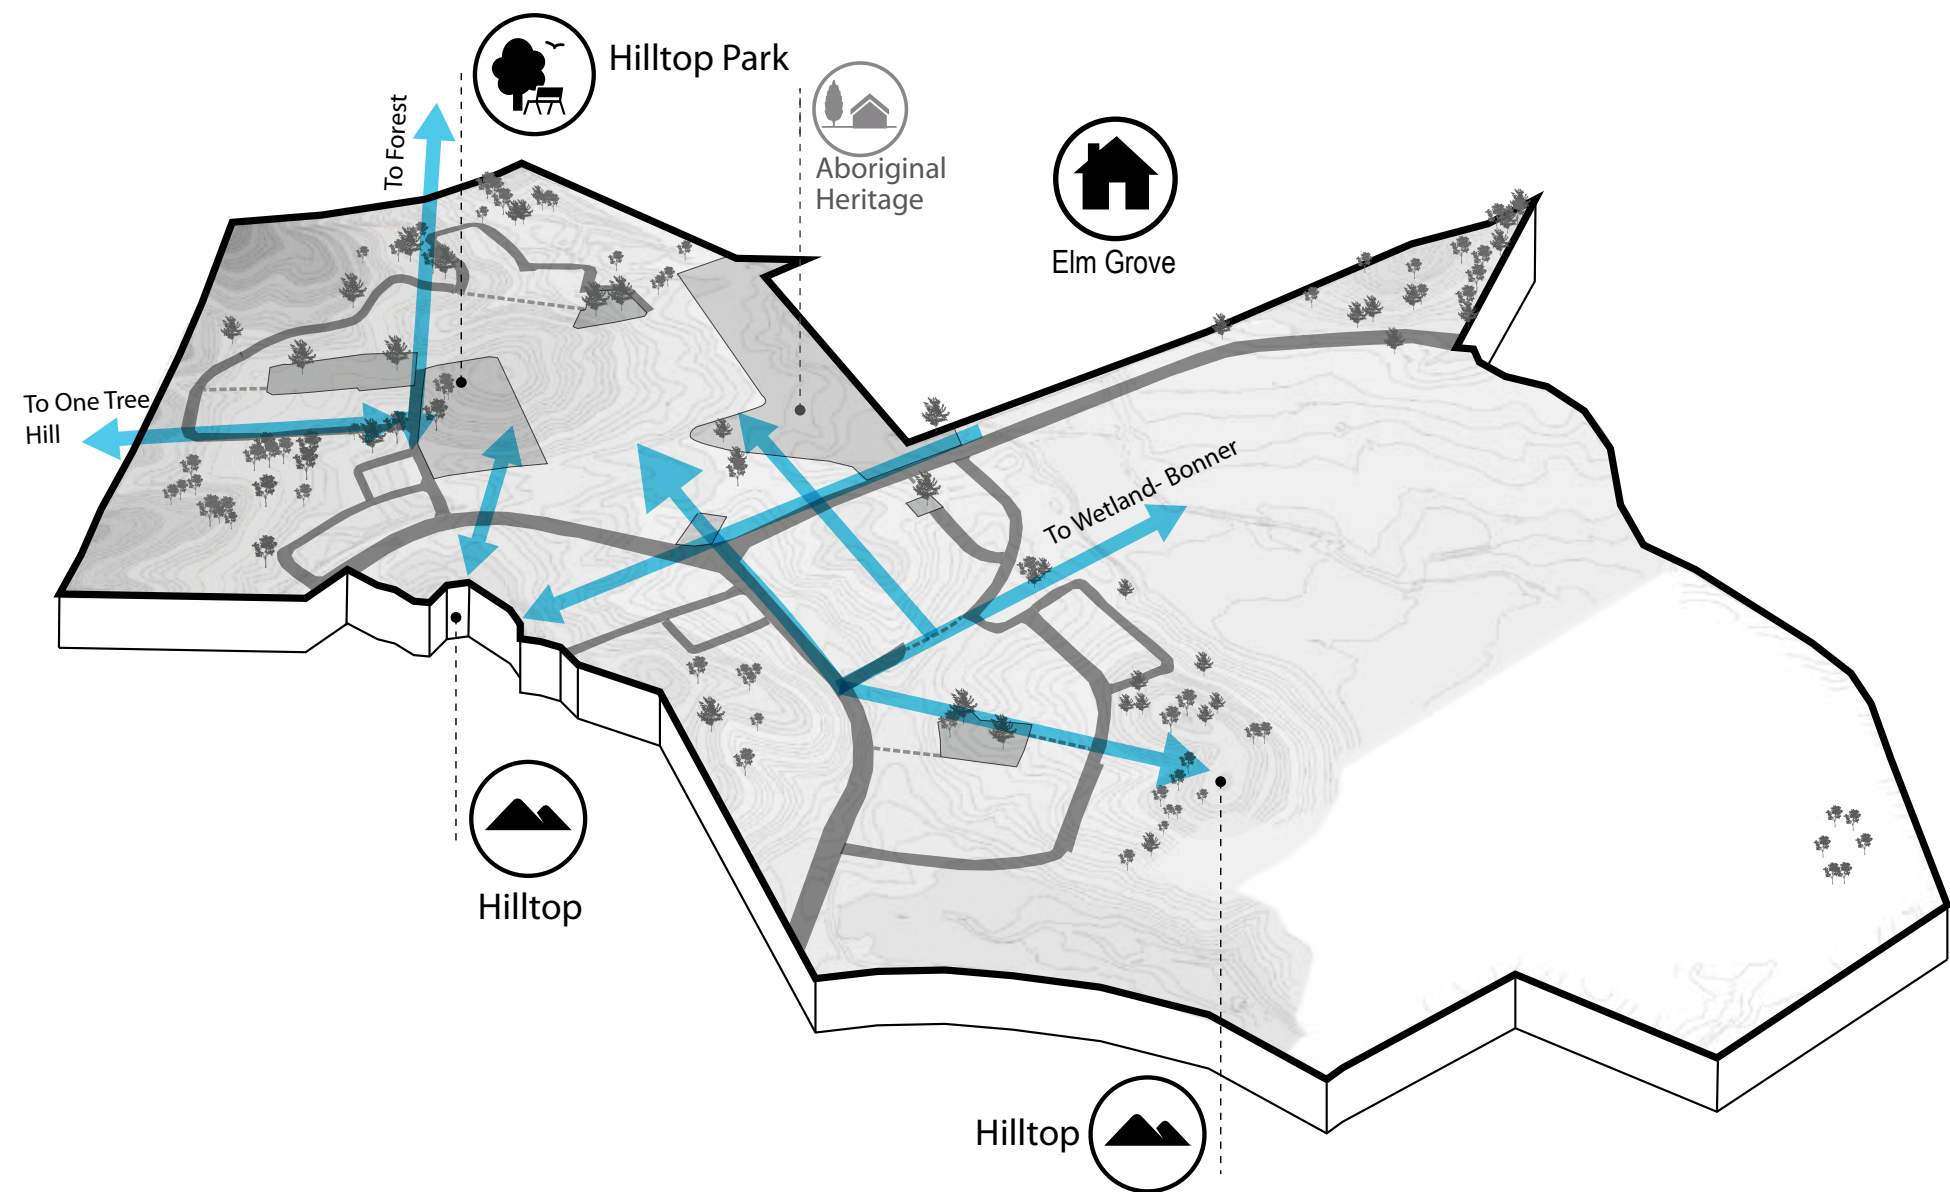 Hilltop Park
To Forest
Aboriginal
Heritage
Elm Grove
To One Tree
Hill
To Wetland- Bonner
Hilltop
Hilltop